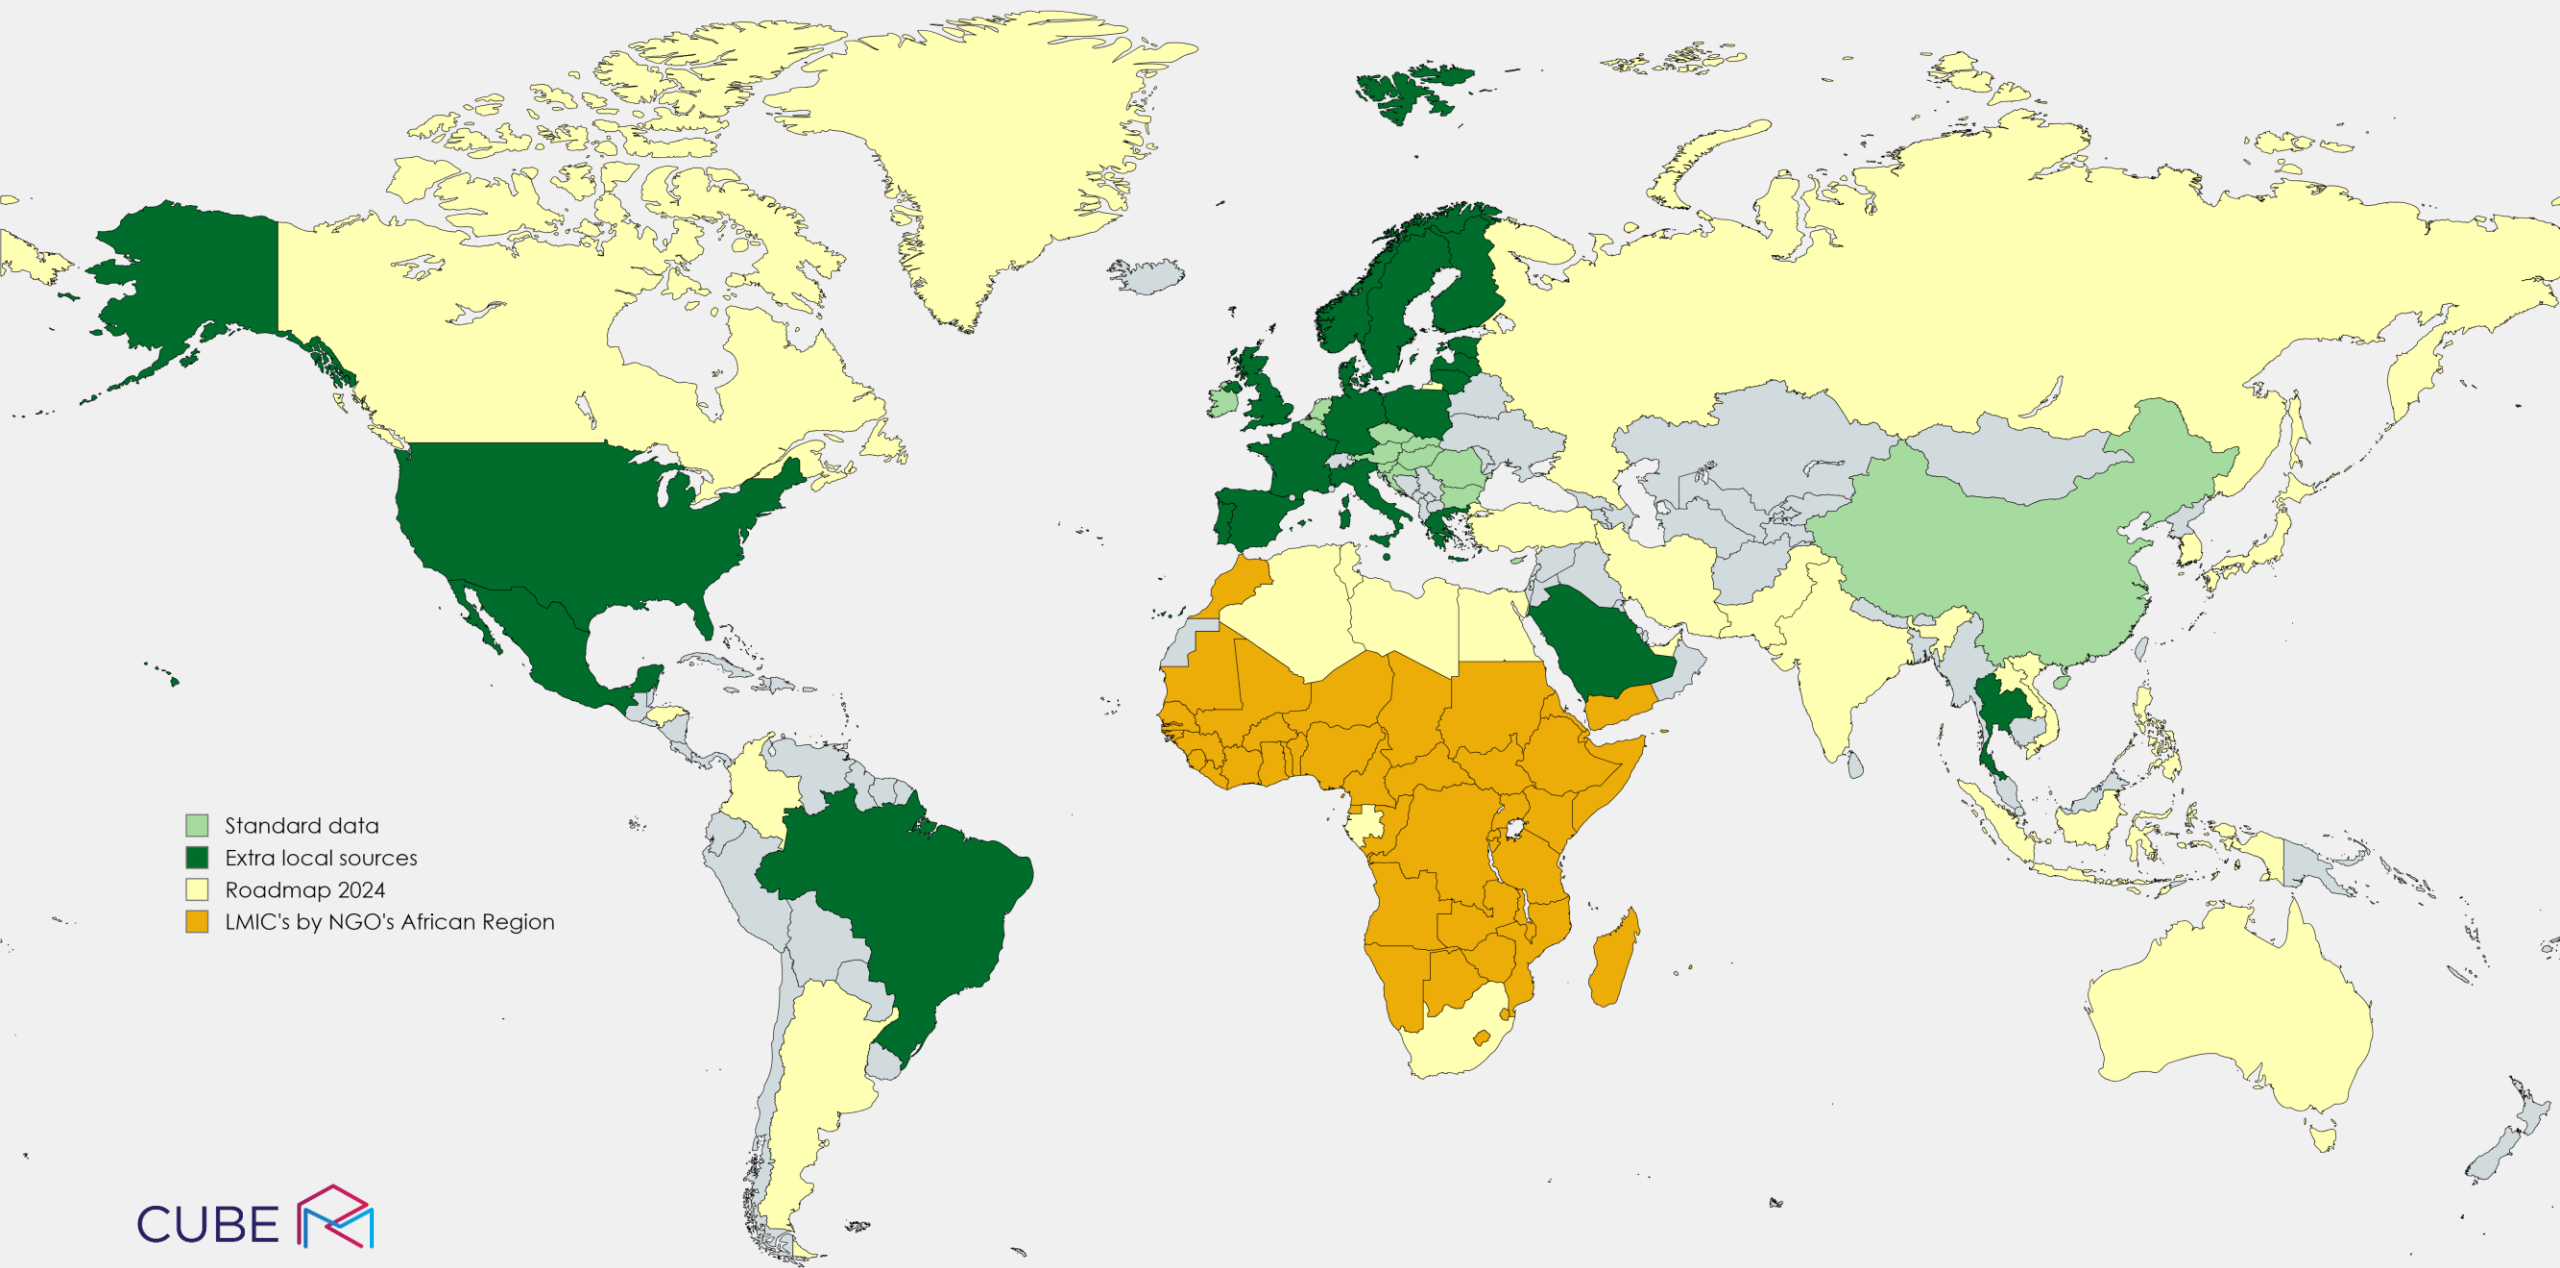 Standard data
Extra local sources
Roadmap 2024
LMIC's by NGO's African Region
CUBE